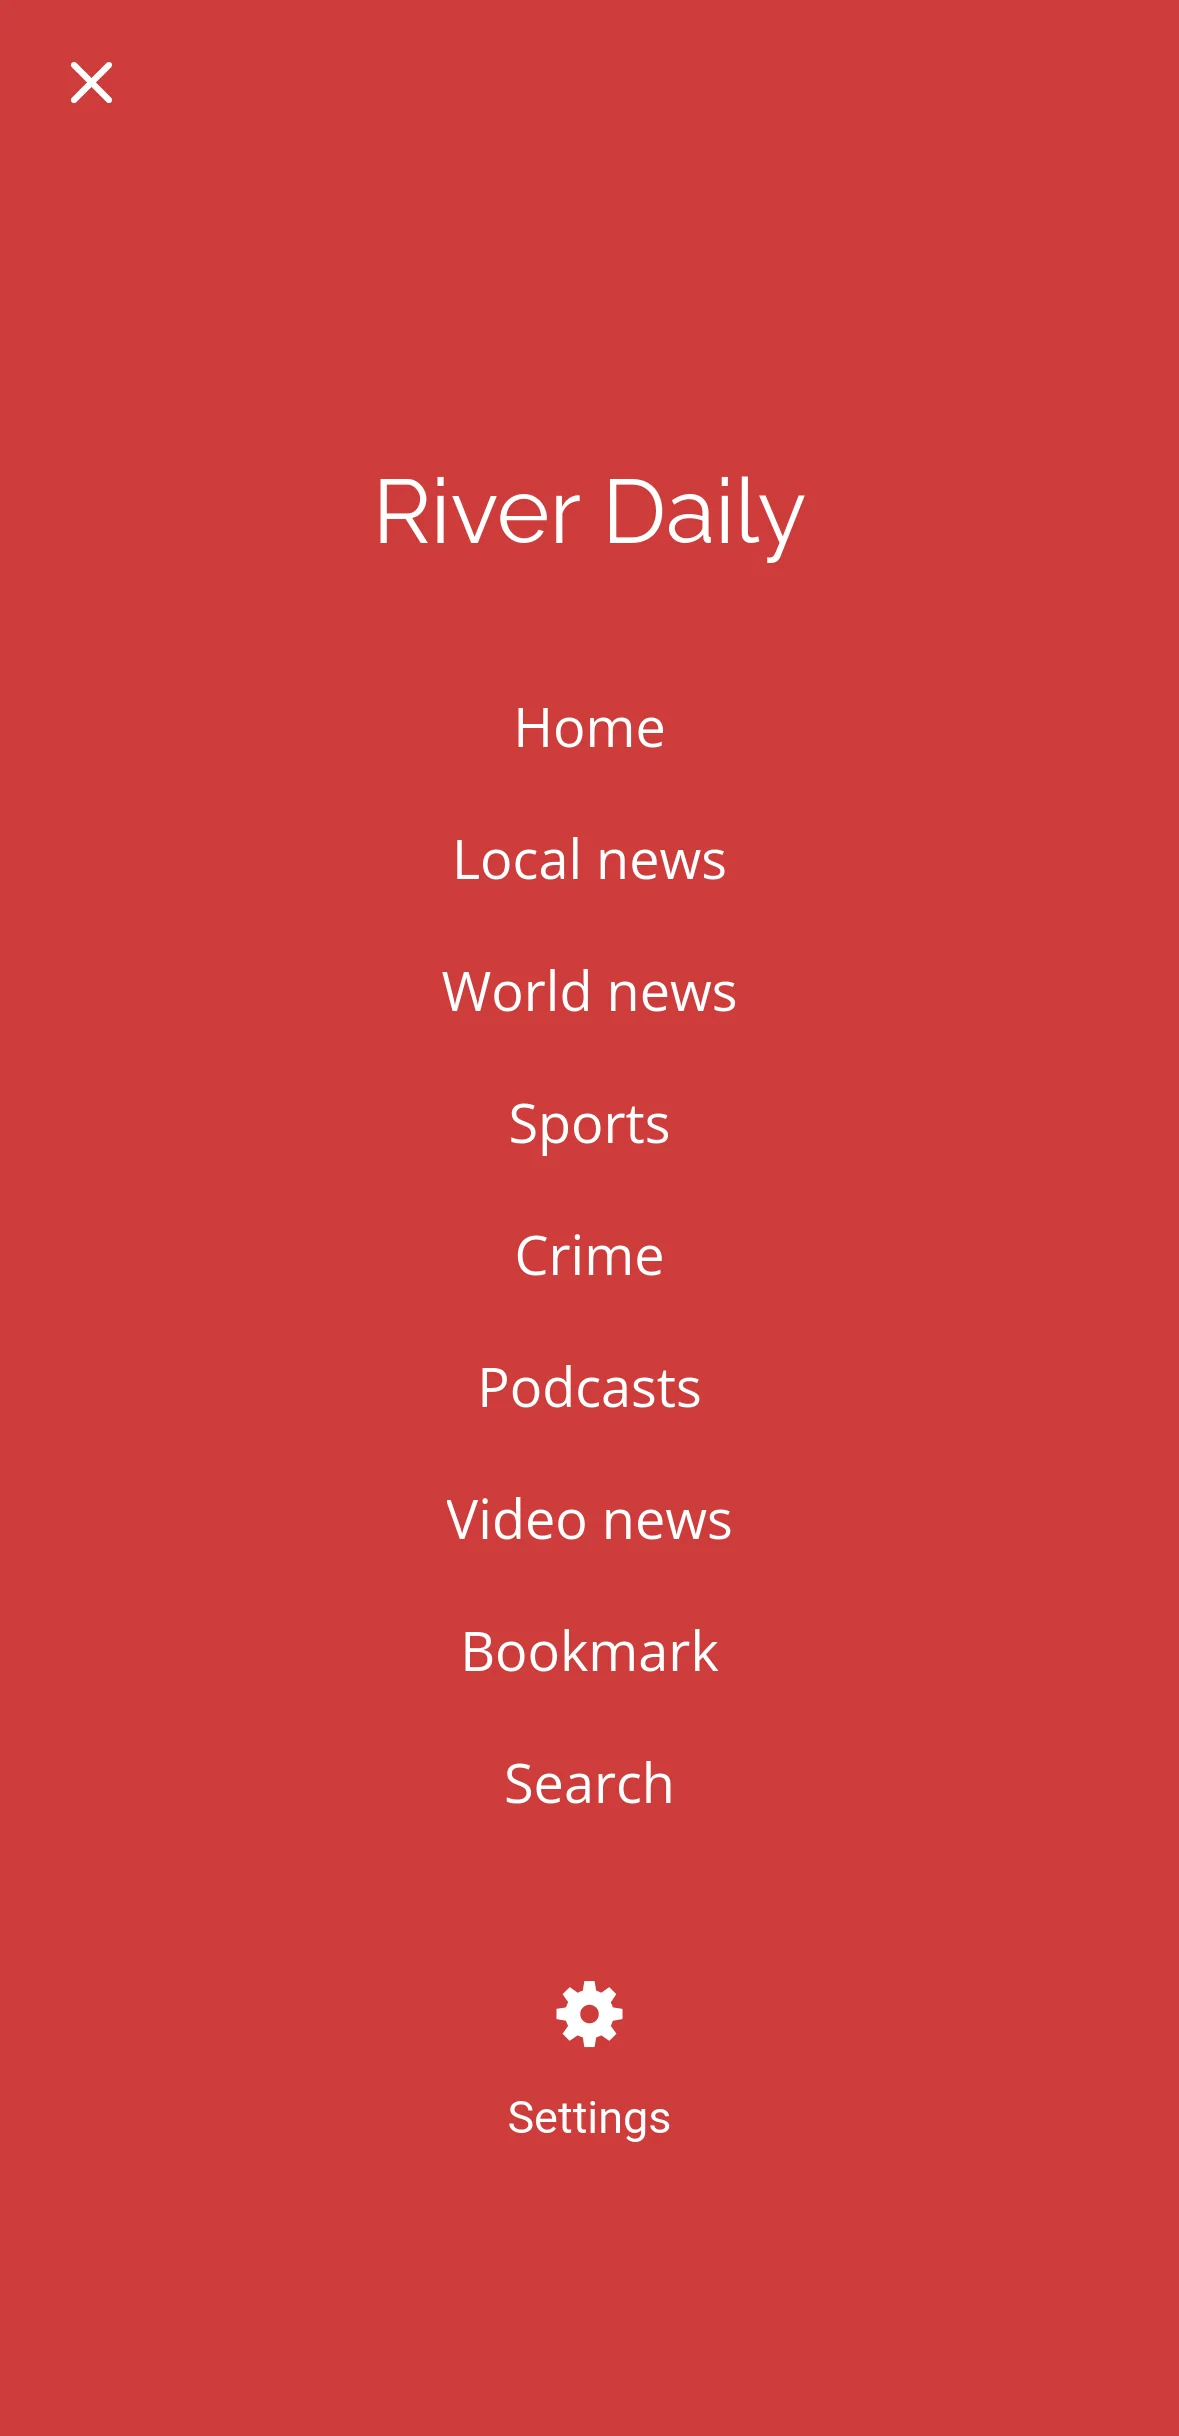 River Daily
Home
Local news
World news
Sports
Crime
Podcasts
Video news
Bookmark
Search
Settings